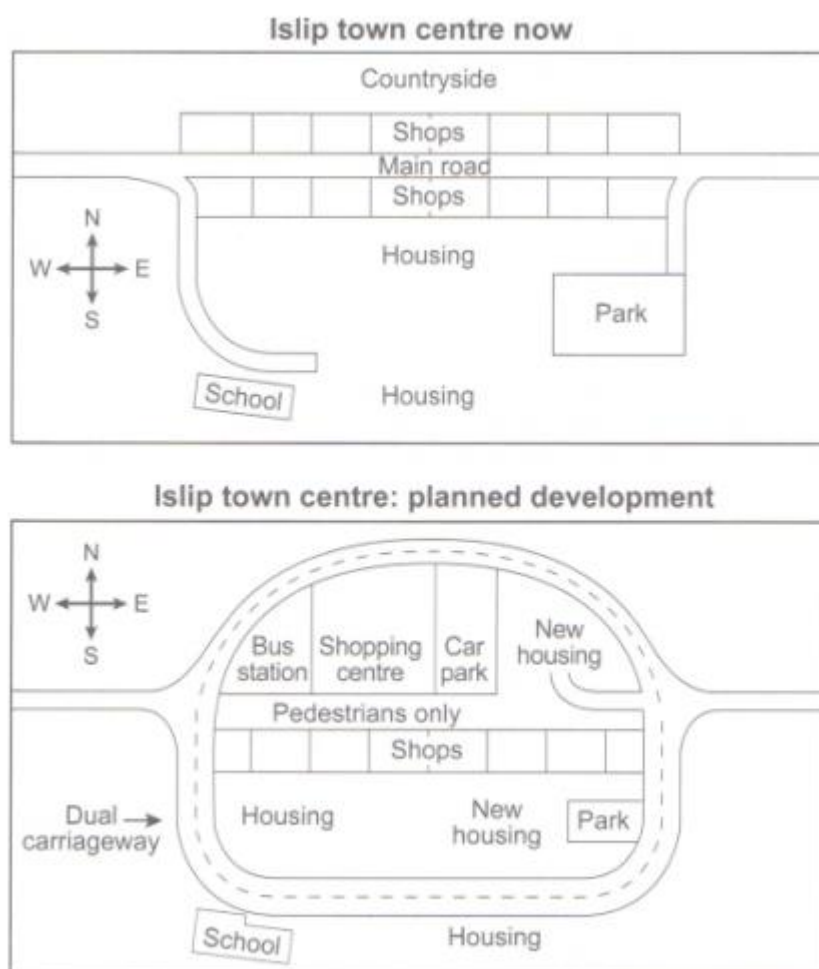 Islip town centre now
Countryside
Shops
Main road
Shops
N
W E
S
Housing
Park
School
Housing
Islip town centre: planned development
N
W E
S
Bus
station
Shopping
centre
Car
park
New
housing
Pedestrians only
Shops
Dual
carriageway
Housing
New
housing
Park
School
Housing